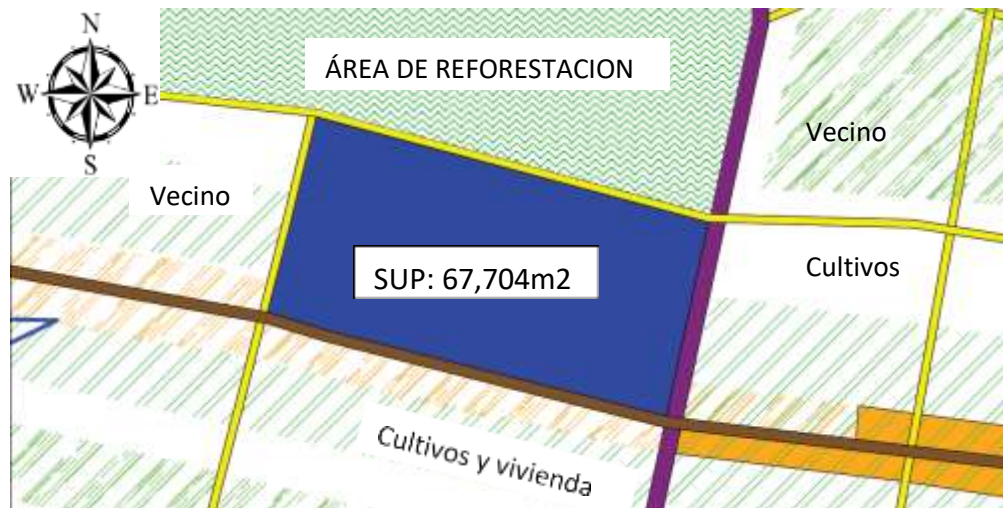 N
ÁREA DE REFORESTACION
W E
Vecino
S
Vecino
SUP: 67,704m2
Cultivos
Cultivos y vivienda